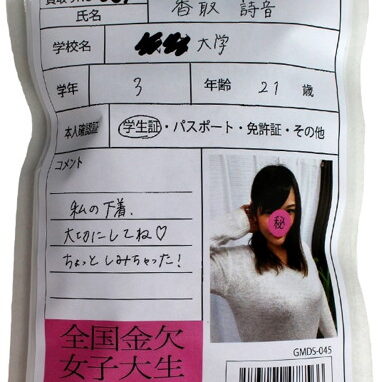 氏名 香取 詩音
学校名 大学
学年 3 年齢 21 歳
本人確認証 学生証・パスポート・免許証・その他
コメント
私の下着、
大切にしてね♡
ちょっとしみちゃった!
秘
全国金欠
女子大生
GMDS-045